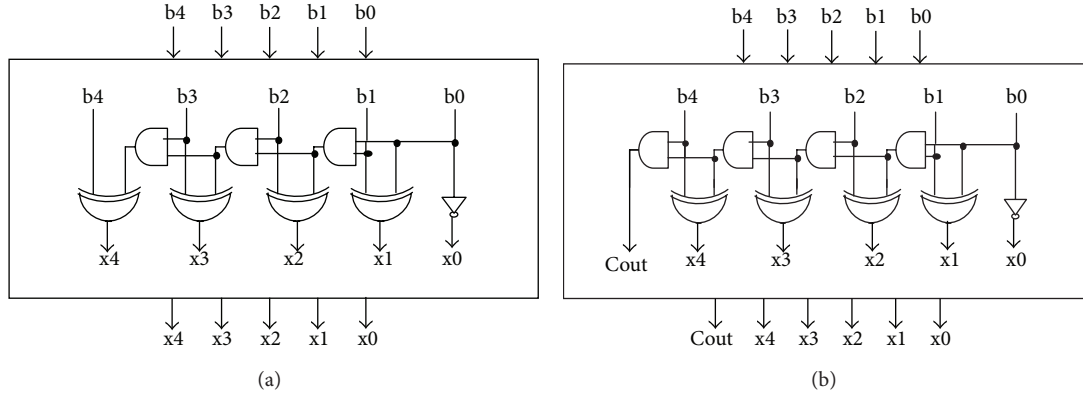 b4 b3 b2 b1 b0
b4 b3 b2 b1 b0
x4 x3 x2 x1 x0
x4 x3 x2 x1 x0
(a)
b4 b3 b2 b1 b0
b4 b3 b2 b1 b0
Cout x4 x3 x2 x1 x0
Cout x4 x3 x2 x1 x0
(b)